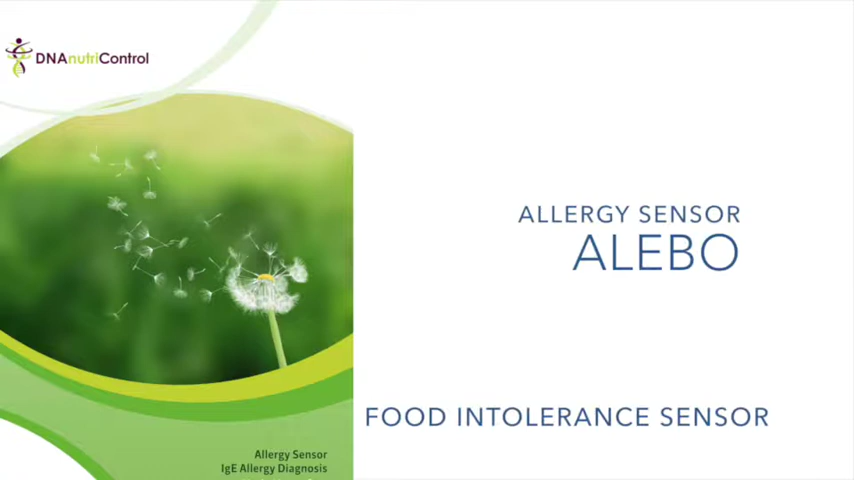 DNAnutriControl
ALLERGY SENSOR
ALEBO
FOOD INTOLERANCE SENSOR
Allergy Sensor
IgE Allergy Diagnosis